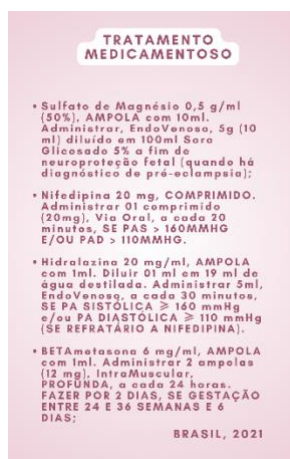 TRATAMENTO
MEDICAMENTOSO
• Sulfato de Magnésio 0,5 g/ml
(50%), AMPOLA com 10ml.
Administrar, EndoVenoso, 5g (10
ml) diluído em 100ml Soro
Glicosado 5% a fim de
neuroproteção fetal (quando há
diagnóstico de pré-eclampsia);
• Nifedipina 20 mg, COMPRIMIDO.
Administrar 01 comprimido
(20mg), Via Oral, a cada 20
minutos, SE PAS > 160MMHG
E/OU PAD > 110MMHG.
• Hidralazina 20 mg/ml, AMPOLA
com 1ml. Diluir 01 ml em 19 ml de
água destilada. Administrar 5ml,
EndoVenoso, a cada 30 minutos,
SE PA SISTÓLICA ⩾ 160 mmHg
e/ou PA DIASTÓLICA ⩾ 110 mmHg
(SE REFRATÁRIO A NIFEDIPINA).
• BETAmetasona 6 mg/ml, AMPOLA
com 1ml. Administrar 2 ampolas
(12 mg), IntraMuscular,
PROFUNDA, a cada 24 horas.
FAZER POR 2 DIAS, SE GESTAÇÃO
ENTRE 24 E 36 SEMANAS E 6
DIAS;
BRASIL, 2021